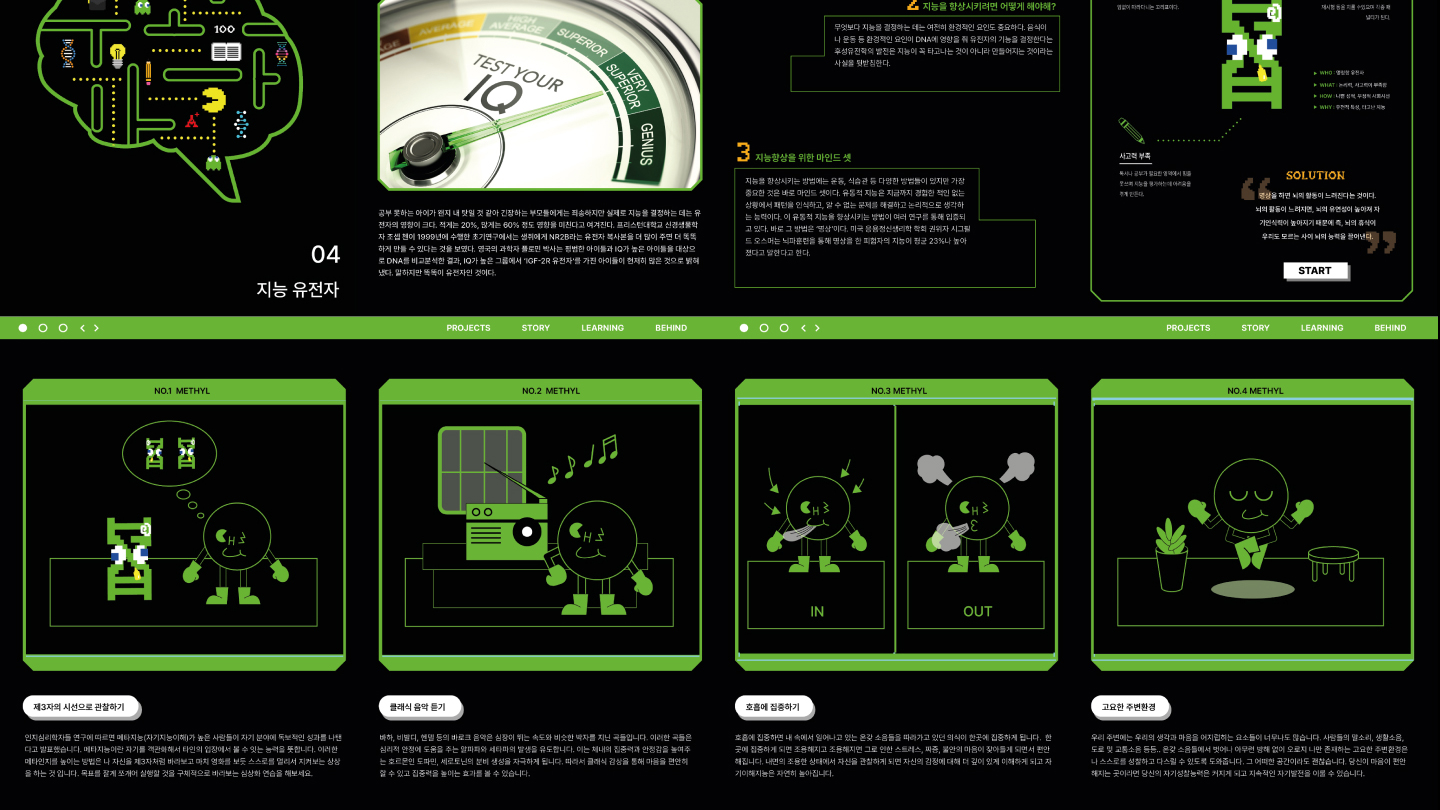 100
A+
04
지능 유전자
AVERAGE
HIGH AVERAGE
SUPERIOR
VERY SUPERIOR
GENIUS
TEST YOUR
IQ
공부 못하는 아이가 왠지 내 탓일 것 같아 긴장하는 부모들에게는 죄송하지만 실제로 지능을 결정하는 데는 유
전자의 영향이 크다. 적게는 20%, 많게는 60% 정도 영향을 미친다고 여겨진다. 프리스턴대학교 신경생물학
자 조셉 첸이 1999년에 수행한 초기연구에서는 생쥐에게 NR2B라는 유전자 복사본을 더 많이 주면 더 똑똑
하게 만들 수 있다는 것을 보였다. 영국의 과학자 플로민 박사는 평범한 아이들과 IQ가 높은 아이들을 대상으
로 DNA를 비교분석한 결과, IQ가 높은 그룹에서 'IGF-2R 유전자'를 가진 아이들이 현저히 많은 것으로 밝혀
냈다. 말하지만 똑똑이 유전자인 것이다.
2 지능을 향상시키려면 어떻게 해야해?
무엇보다 지능을 결정하는 데는 여전히 환경적인 요인도 중요하다. 음식이
나 운동 등 환경적인 요인이 DNA에 영향을 줘 유전자의 기능을 결정한다는
후성유전학의 발전은 지능이 꼭 타고나는 것이 아니라 만들어지는 것이라는
사실을 뒷받침한다.
3 지능향상을 위한 마인드 셋
지능을 향상시키는 방법에는 운동, 식습관 등 다양한 방법들이 있지만 가장
중요한 것은 바로 마인드 셋이다. 유동적 지능은 지금까지 경험한 적인 없는
상황에서 패턴을 인식하고, 알 수 없는 문제를 해결하고 논리적으로 생각하
는 능력이다. 이 유동적 지능을 향상시키는 방법이 여러 연구를 통해 입증되
고 있다. 바로 그 방법은 '명상'이다. 미국 응용정신생리학 학회 권위자 시그프리
드 오스머는 뇌파훈련을 통해 명상을 한 피험자의 지능이 평균 23%나 높아
졌다고 말한다고 한다.
WHO : 멸렁헝 유전자
WHAT : 논리력, 사고력이 부족함
WHY : 유전적 특성, 타고난 지능
사고력 부족
SOLUTION
명상을 하면 뇌의 활동이 느려진다는 것이다.
뇌의 활동이 느려지면, 뇌의 유연성이 높아져 자
기인식력이 높아지기 때문에 즉, 뇌의 휴식이
우리도 모르는 사이 뇌의 능력을 끌어낸다.
START
PROJECTS STORY LEARNING BEHIND
PROJECTS STORY LEARNING BEHIND
NO.1 METHYL
NO.2 METHYL
NO.3 METHYL
NO.4 METHYL
CH3
CH3
CH3
CH3
IN
OUT
제3자의 시선으로 관찰하기
인지심리학자들 연구에 따르면 메타지능(자기지능이해)가 높은 사람들이 자기 분야에 독보적인 성과를 나탠
다고 발표했습니다. 메타지능이란 자기를 객관화해서 타인의 입장에서 볼 수 잇는 능력을 뜻합니다. 이러한
메타인지를 높이는 방법은 나 자신을 제3자처럼 바라보고 마치 영화를 보듯 스스로를 멀리서 지켜보는 상상
을 하는 것 입니다. 목표를 잘게 쪼개어 실행할 것을 구체적으로 바라보는 심상화 연습을 해보세요.
클래식 음악 듣기
바하, 비발디, 헨델 등의 바로크 음악은 심장이 뛰는 속도와 비슷한 박자를 지닌 곡들입니다. 이러한 곡들은
심리적 안정에 도움을 주는 알파파와 세타파의 발생을 유도합니다. 이는 체내의 집중력과 안정감을 높여주
는 호르몬인 도파민, 세로토닌의 분비 생성을 자극하게 됩니다. 따라서 클래식 감상을 통해 마음을 편안히
할 수 있고 집중력을 높이는 효과를 볼 수 있습니다.
호흡에 집중하기
호흡에 집중하면 내 속에서 일어나고 있는 온갖 소음들을 따라가고 있던 의식이 한곳에 집중하게 됩니다. 한
곳에 집중하게 되면 조용해지고 조용해지면 그로 인한 스트레스, 짜증, 불안의 마음이 잦아들게 되면서 편안
해집니다. 내면의 조용한 상태에서 자신을 관찰하게 되면 자신의 감정에 대해 더 깊이 있게 이해하게 되고 자
기이해지능은 자연히 높아집니다.
고요한 주변환경
우리 주변에는 우리의 생각과 마음을 어지럽히는 요소들이 너무나도 많습니다. 사람들의 말소리, 생활소음,
도로 및 교통소음 등등.. 온갖 소음들에서 벗어나 아무런 방해 없이 오로지 나만 존재하는 고요한 주변환경은
나 스스로를 성찰하고 다스릴 수 있도록 도와줍니다. 그 어떠한 공간이라도 괜찮습니다. 당신이 마음이 편안
해지는 곳이라면 당신의 자기성찰능력은 커지게 되고 지속적인 자기발전을 이룰 수 있습니다.